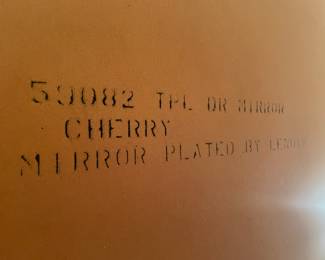 59082 TPL DR MIRROR
CHERRY
MIRROR PLATED BY